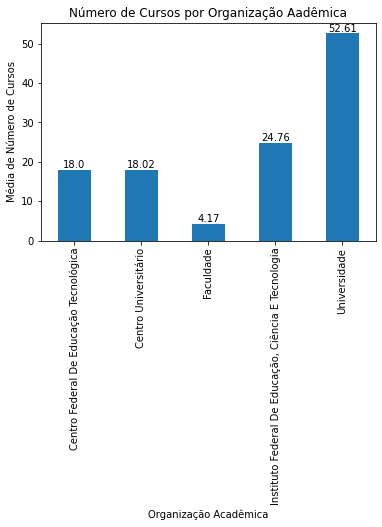 Número de Cursos por Organização Aadêmica
Média de Número de Cursos
50
40
30
20
10
0
18.0
18.02
4.17
24.76
52.61
Centro Federal De Educação Tecnológica
Centro Universitário
Faculdade
Instituto Federal De Educação, Ciência E Tecnologia
Universidade
Organização Acadêmica